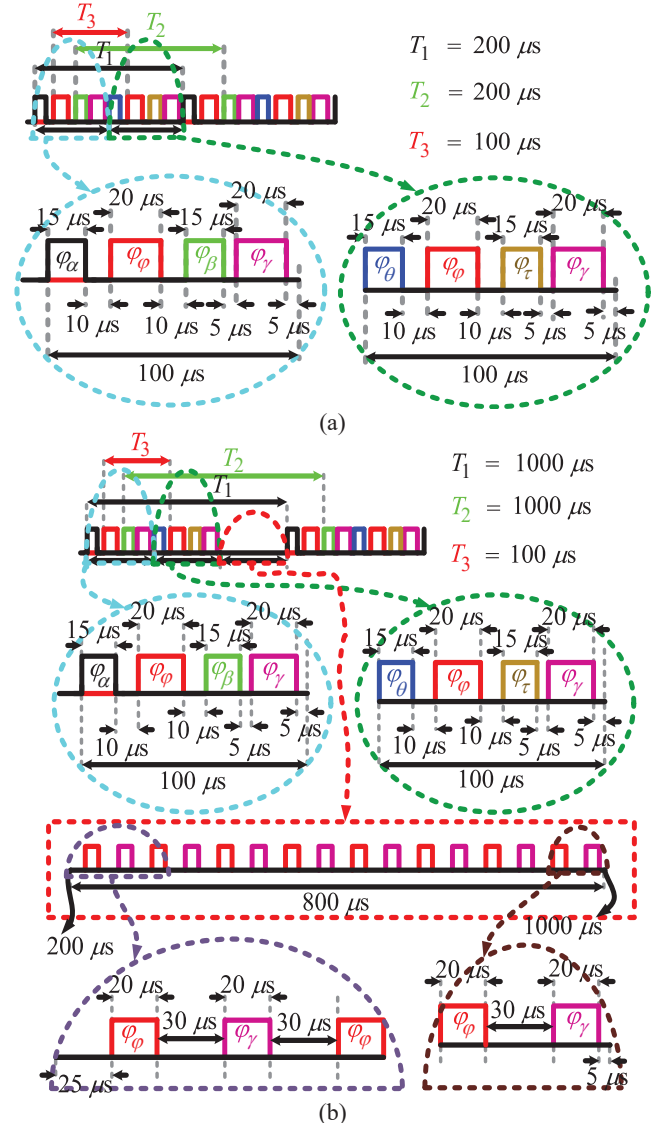 T3
T2
T1
T1 = 200 μs
T2 = 200 μs
T3 = 100 μs
20 μs 20 μs
15 μs 15 μs
φα φφ φβ φγ
10 μs 10 μs 5 μs 5 μs
100 μs
20 μs 20 μs
15 μs 15 μs
φθ φφ φτ φγ
10 μs 10 μs 5 μs 5 μs
100 μs
(a)
T3
T2
T1
T1 = 1000 μs
T2 = 1000 μs
T3 = 100 μs
20 μs 20 μs
15 μs 15 μs
φα φφ φβ φγ
10 μs 10 μs 5 μs 5 μs
100 μs
20 μs 20 μs
15 μs 15 μs
φθ φφ φτ φγ
10 μs 10 μs 5 μs 5 μs
100 μs
800 μs
200 μs
1000 μs
20 μs 20 μs
30 μs 30 μs
φφ φγ φφ
25 μs
20 μs 20 μs
30 μs
φφ φγ
5 μs
(b)